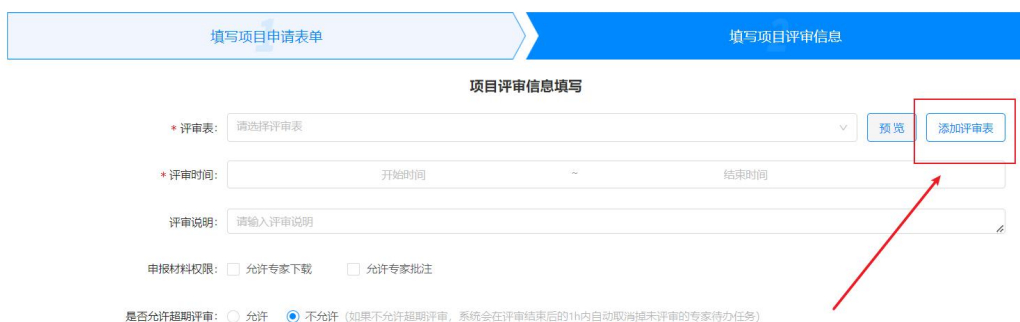 1 填写项目申请表单
2 填写项目评审信息
项目评审信息填写
* 评审表: 请选择评审表 预 览 添加评审表
* 评审时间: 开始时间 ~ 结束时间
评审说明: 请输入评审说明
申报材料权限: 允许专家下载 允许专家批注
是否允许超期评审: 允许 不允许 (如果不允许超期评审，系统会在评审结束后的1h内自动取消掉未评审的专家待办任务)